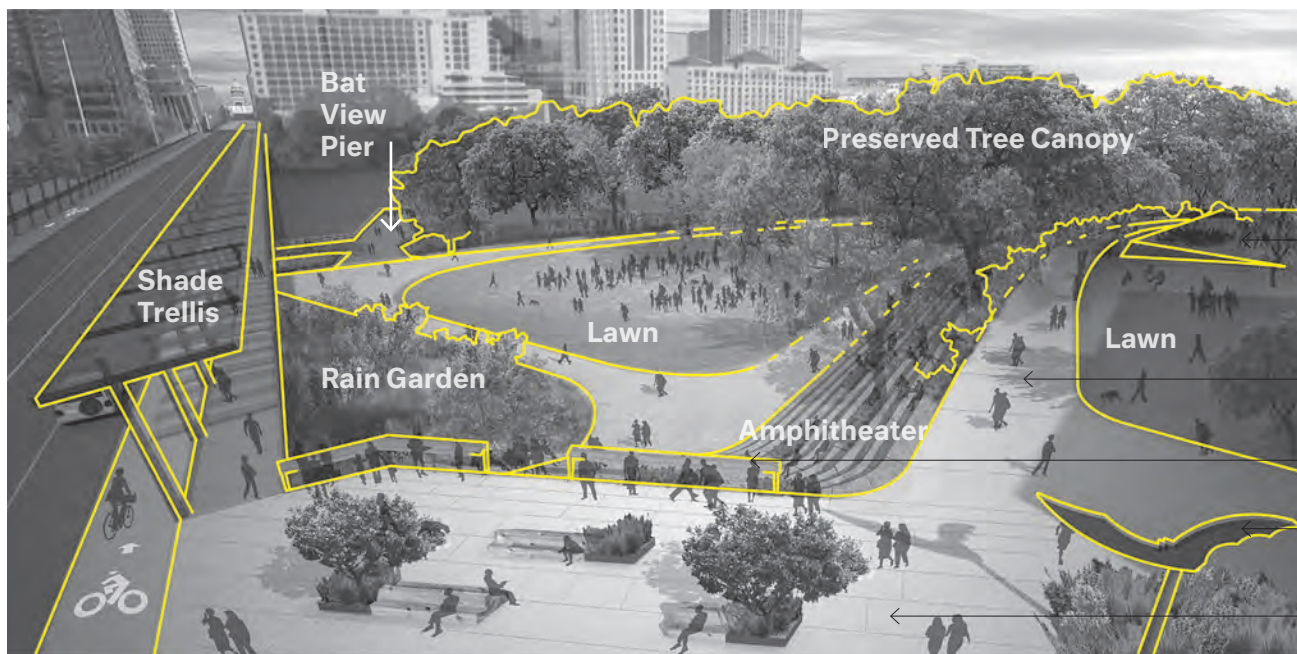 Bat
View
Pier
Preserved Tree Canopy
Shade
Trellis
Lawn
Lawn
Rain Garden
Amphitheater